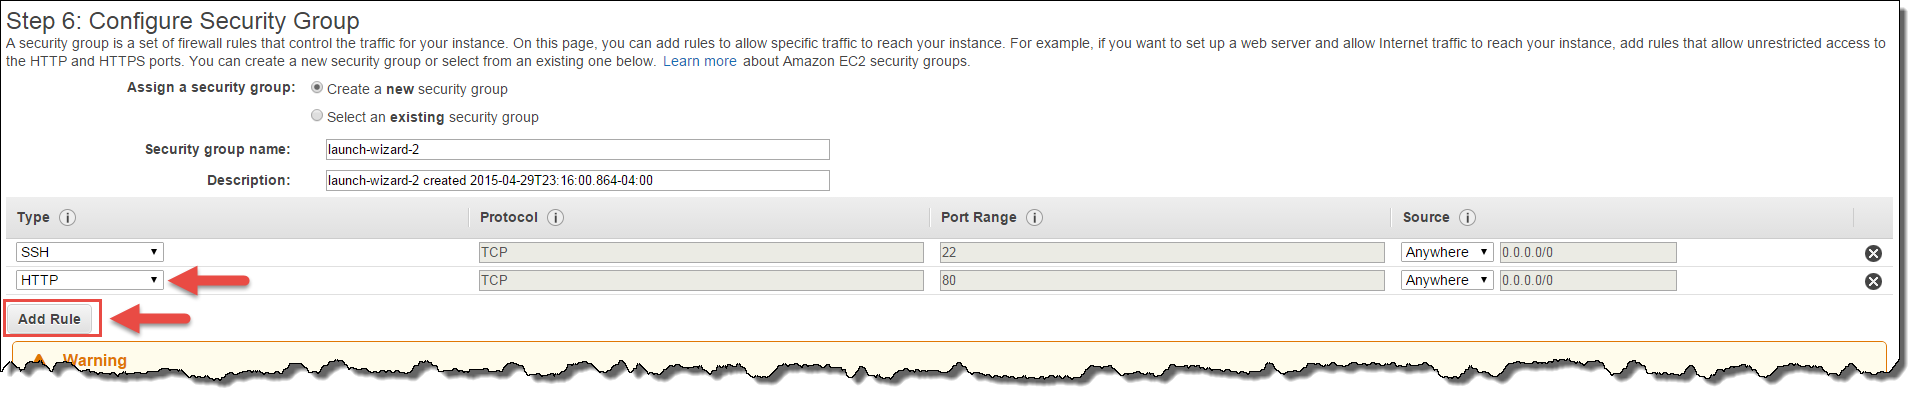 Step 6: Configure Security Group
A security group is a set of firewall rules that control the traffic for your instance. On this page, you can add rules to allow specific traffic to reach your instance. For example, if you want to set up a web server and allow Internet traffic to reach your instance, add rules that allow unrestricted access to
the HTTP and HTTPS ports. You can create a new security group or select from an existing one below. Learn more about Amazon EC2 security groups.
Assign a security group: Create a new security group
Select an existing security group
Security group name: launch-wizard-2
Description: launch-wizard-2 created 2015-04-29T23:16:00.864-04:00
Type i Protocol i Port Range i Source i
SSH TCP 22 Anywhere 0.0.0.0/0
HTTP TCP 80 Anywhere 0.0.0.0/0
Add Rule
Warning